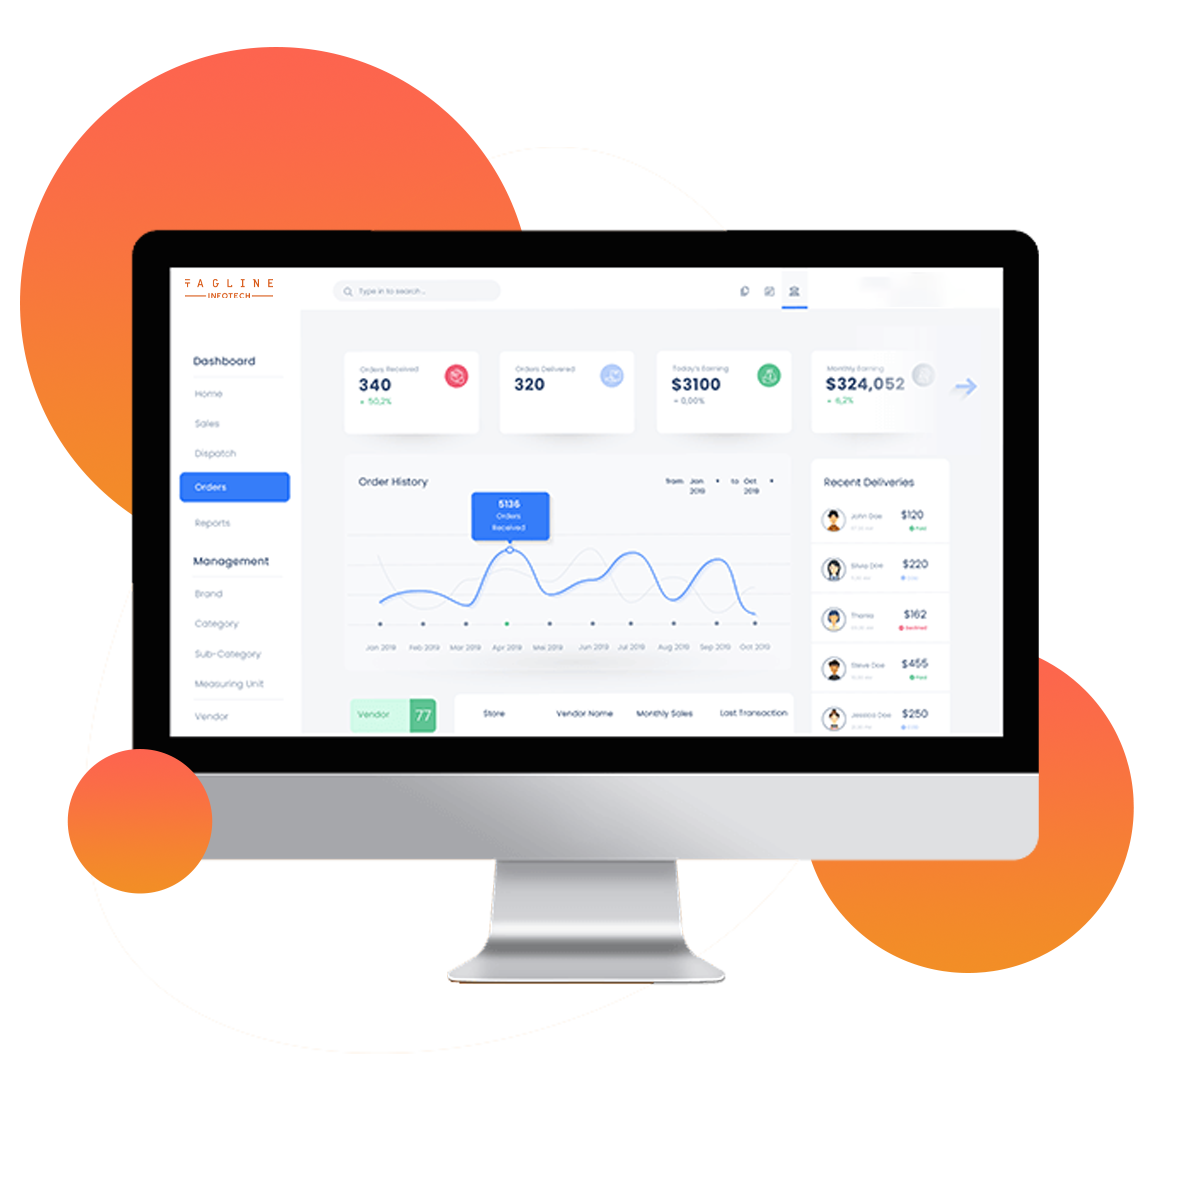 TAGLINE
INFOTECH
Type in to search...
Dashboard
Home
Sales
Dispatch
Orders
Reports
Management
Brand
Category
Sub-Category
Measuring Unit
Vendor
Orders Received
340
50,2%
Orders Delivered
320
Today's Earning
$3100
0,00%
Monthly Earning
$324,052
6,2%
Order History
from Jan 2019 to Oct 2019
5136
Orders
Received
Jan 2019 Feb 2019 Mar 2019 Apr 2019 Mei 2019 Jun 2019 Jul 2019 Aug 2019 Sep 2019 Oct 2019
Recent Deliveries
John Doe $120
Paid
Doe $220
$162
Declined
Steve Doe $455
Paid
Jessica Doe $250
Vendor 77
Store Vendor Name Monthly Sales Last Transaction